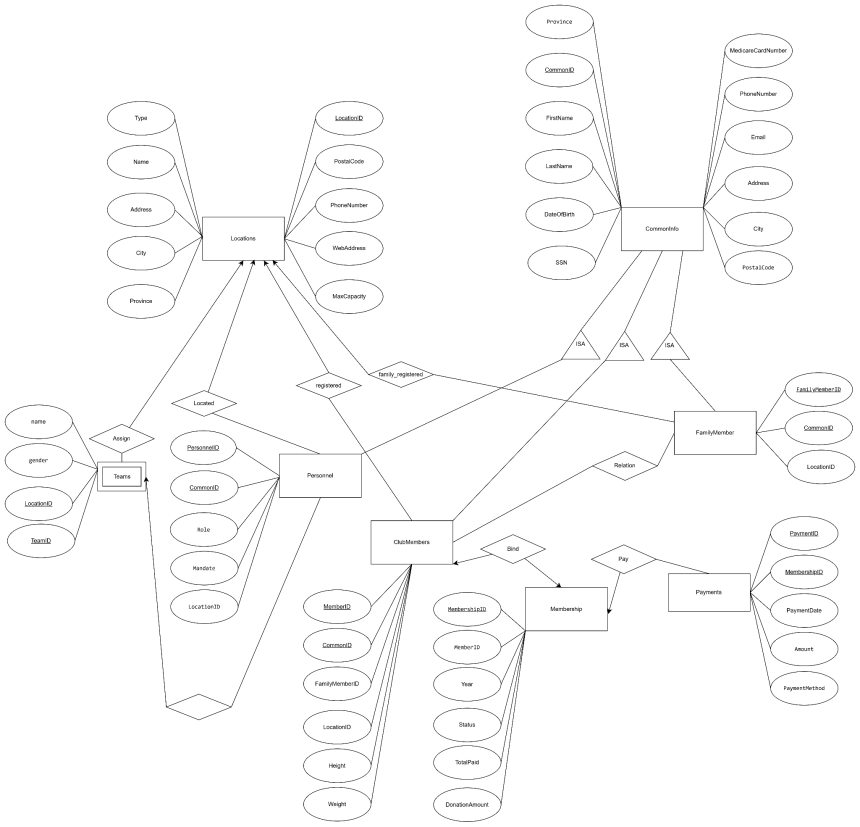 Province
CommonID
FirstName
LastName
DateOfBirth
SSN
MedicareCardNumber
PhoneNumber
Email
Address
City
PostalCode
CommonInfo
Type
Name
Address
City
Province
LocationID
PostalCode
PhoneNumber
WebAddress
MaxCapacity
Locations
ISA
ISA
ISA
family_registered
registered
Located
Assign
name
gender
LocationID
TeamID
Teams
PersonnelID
CommonID
Role
Mandate
LocationID
Personnel
FamilyMember
FamilyMemberID
CommonID
LocationID
Relation
ClubMembers
Bind
Pay
MemberID
CommonID
FamilyMemberID
LocationID
Height
Weight
Membership
MembershipID
MemberID
Year
Status
TotalPaid
DonationAmount
Payments
PaymentID
MembershipID
PaymentDate
Amount
PaymentMethod